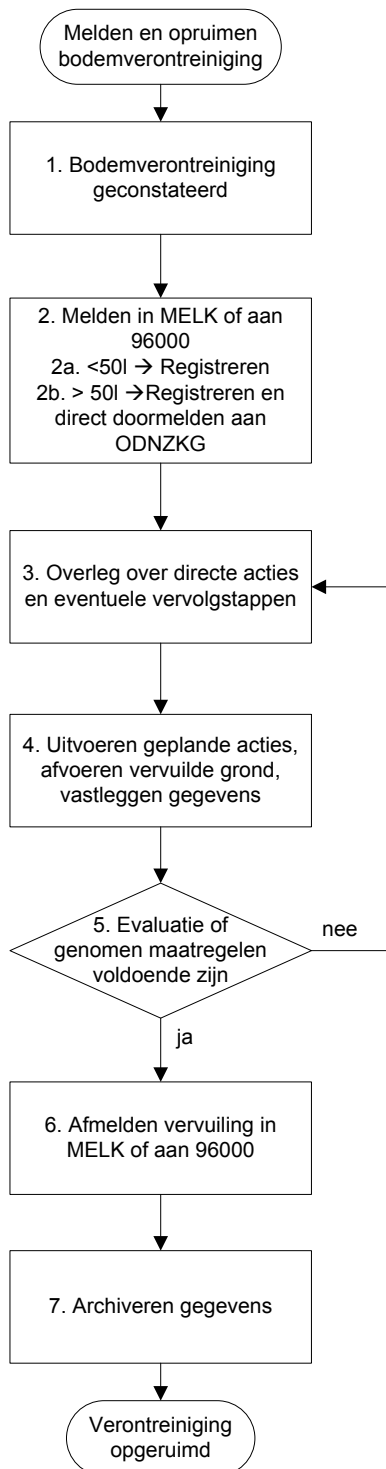 Melden en opruimen
bodemverontreiniging
1. Bodemverontreiniging
geconstateerd
2. Melden in MELK of aan
96000
2a. <50l → Registreren
2b. > 50l →Registreren en
direct doormelden aan
ODNZKG
3. Overleg over directe acties
en eventuele vervolgstappen
4. Uitvoeren geplande acties,
afvoeren vervuilde grond,
vastleggen gegevens
5. Evaluatie of
genomen maatregelen
voldoende zijn
nee
ja
6. Afmelden vervuiling in
MELK of aan 96000
7. Archiveren gegevens
Verontreiniging
opgeruimd